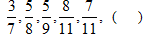 3/7, 5/8, 5/9, 8/11, 7/11, ( )